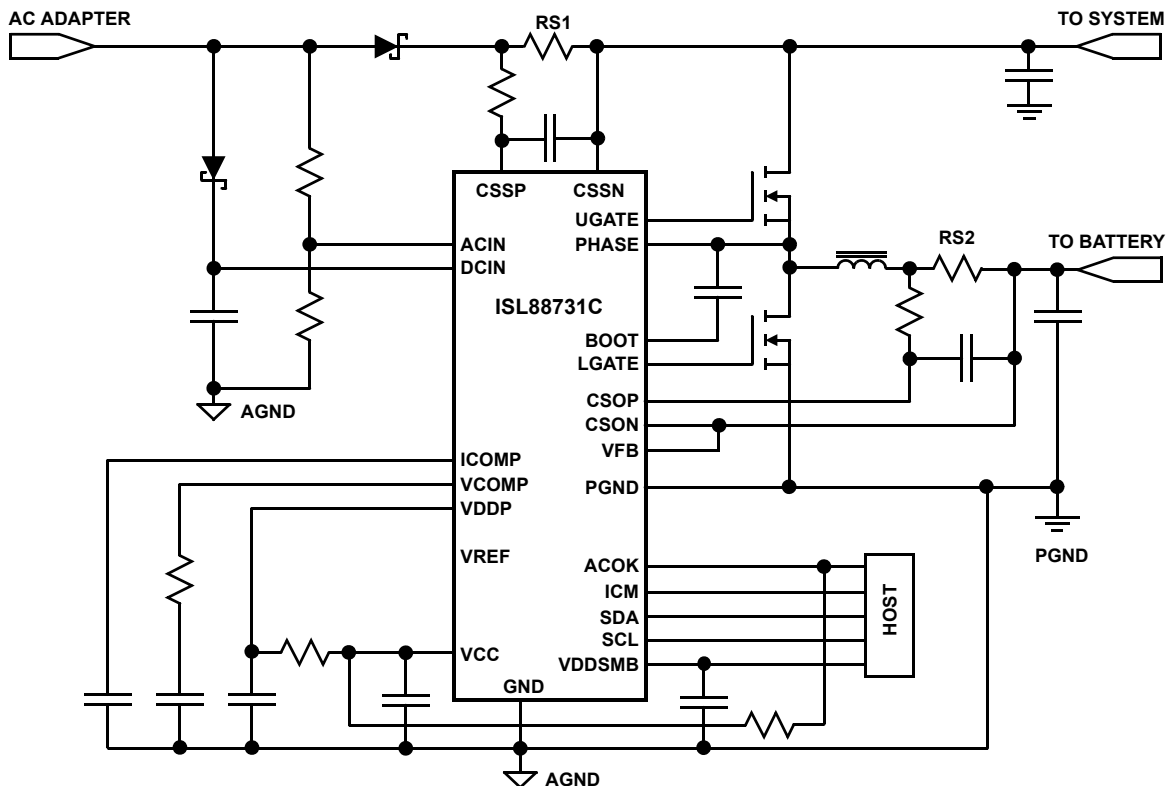 AC ADAPTER
RS1
TO SYSTEM
CSSP
CSSN
UGATE
ACIN
PHASE
RS2
TO BATTERY
DCIN
ISL88731C
BOOT
LGATE
CSOP
AGND
CSON
VFB
ICOMP
VCOMP
PGND
VDDP
VREF
PGND
ACOK
ICM
HOST
SDA
SCL
VCC
VDDSMB
GND
AGND